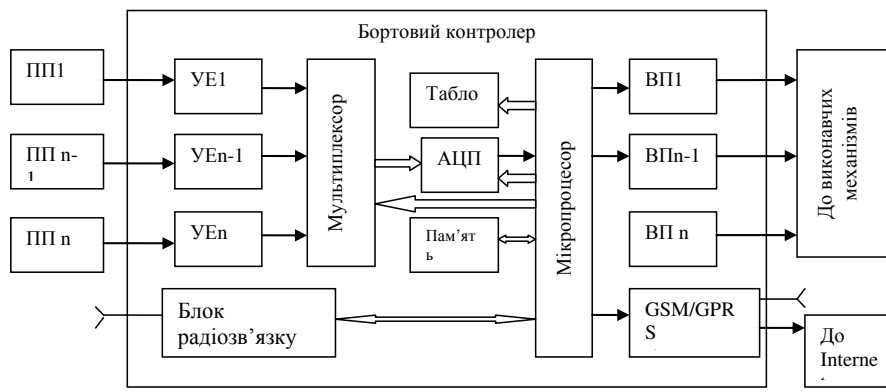 Бортовий контролер
ПП1
УЕ1
Мультиплексор
Табло
Мікропроцесор
ВП1
До виконавчих
механізмів
ПП n-
1
УЕn-1
АЦП
ВПn-1
ПП n
УЕn
Пам’ят
ь
ВП n
Блок
радіозв’язку
GSM/GPR
S
До
Interne